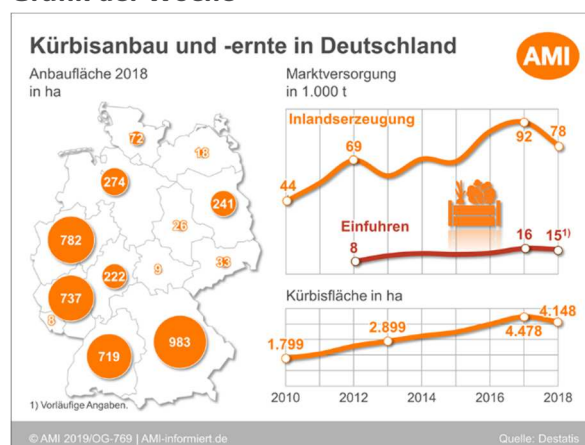 Kürbisanbau und -ernte in Deutschland
AMI
Anbaufläche 2018
in ha
72
18
274
241
26
782
9
33
222
737
8
719
983
1) Vorläufige Angaben.
Marktversorgung
in 1.000 t
Inlandserzeugung
44
69
92
78
Einfuhren
8
16
15¹⁾
Kürbisfläche in ha
1.799
2.899
4.478
4.148
2010 2012 2014 2016 2018
© AMI 2019/OG-769 | AMI-informiert.de
Quelle: Destatis